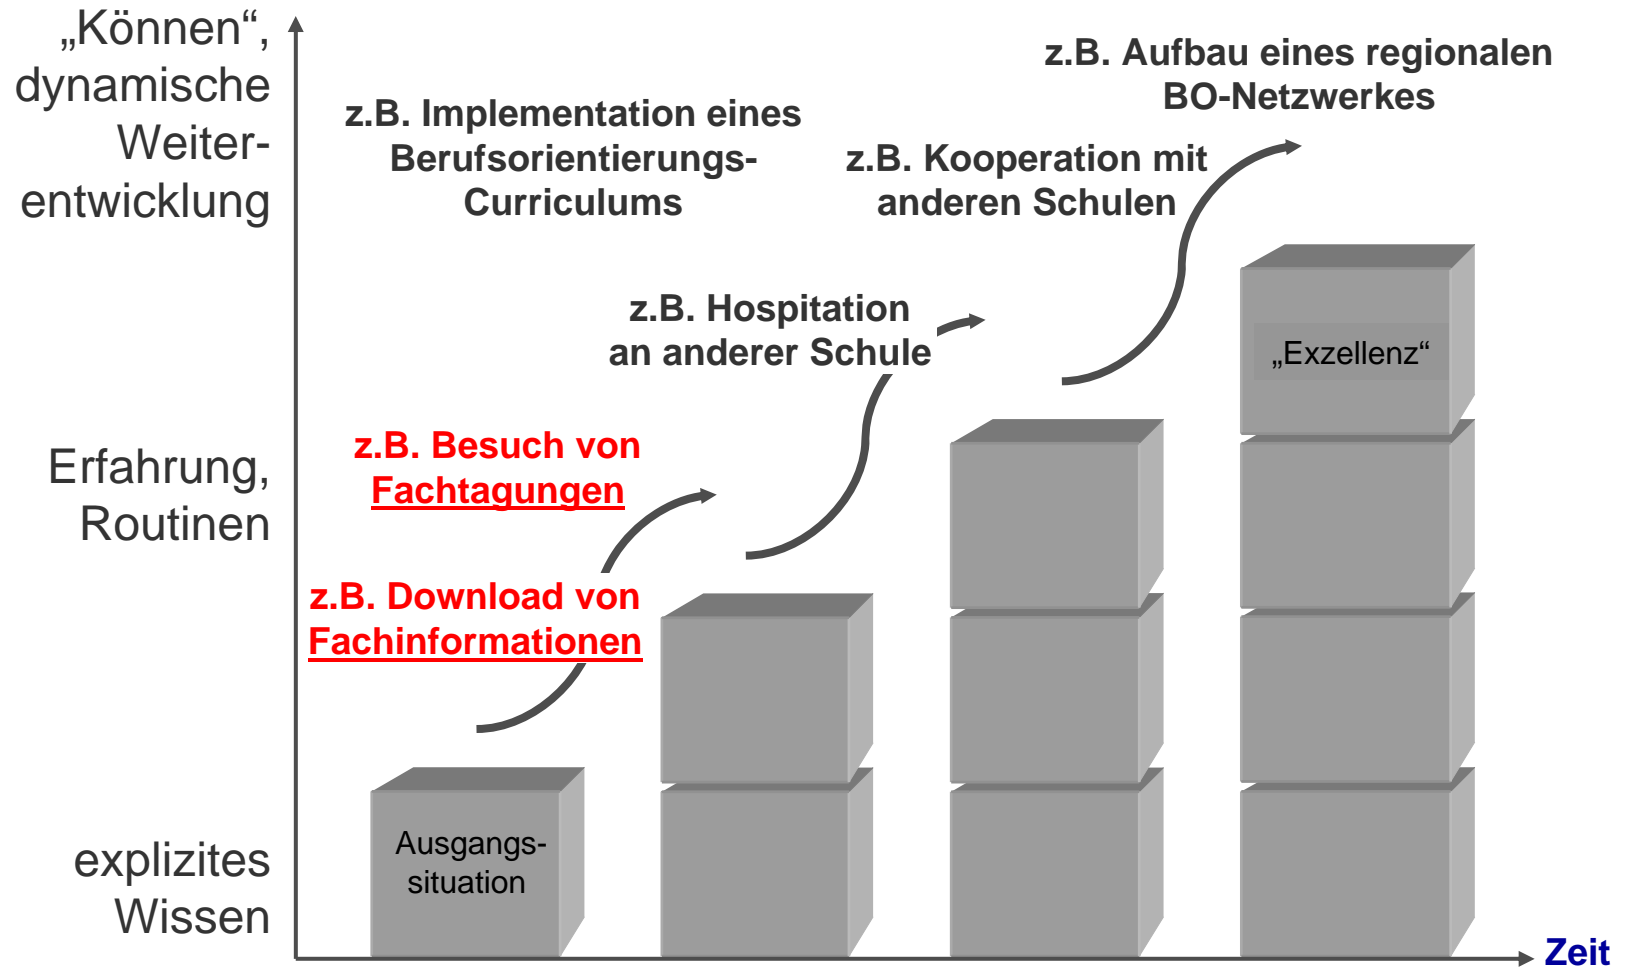 „Können“,
dynamische
Weiter-
entwicklung
z.B. Aufbau eines regionalen
BO-Netzwerkes
z.B. Implementation eines
Berufsorientierungs-
Curriculums
z.B. Kooperation mit
anderen Schulen
z.B. Hospitation
an anderer Schule
„Exzellenz“
Erfahrung,
Routinen
z.B. Besuch von
Fachtagungen
z.B. Download von
Fachinformationen
explizites
Wissen
Ausgangs-
situation
Zeit